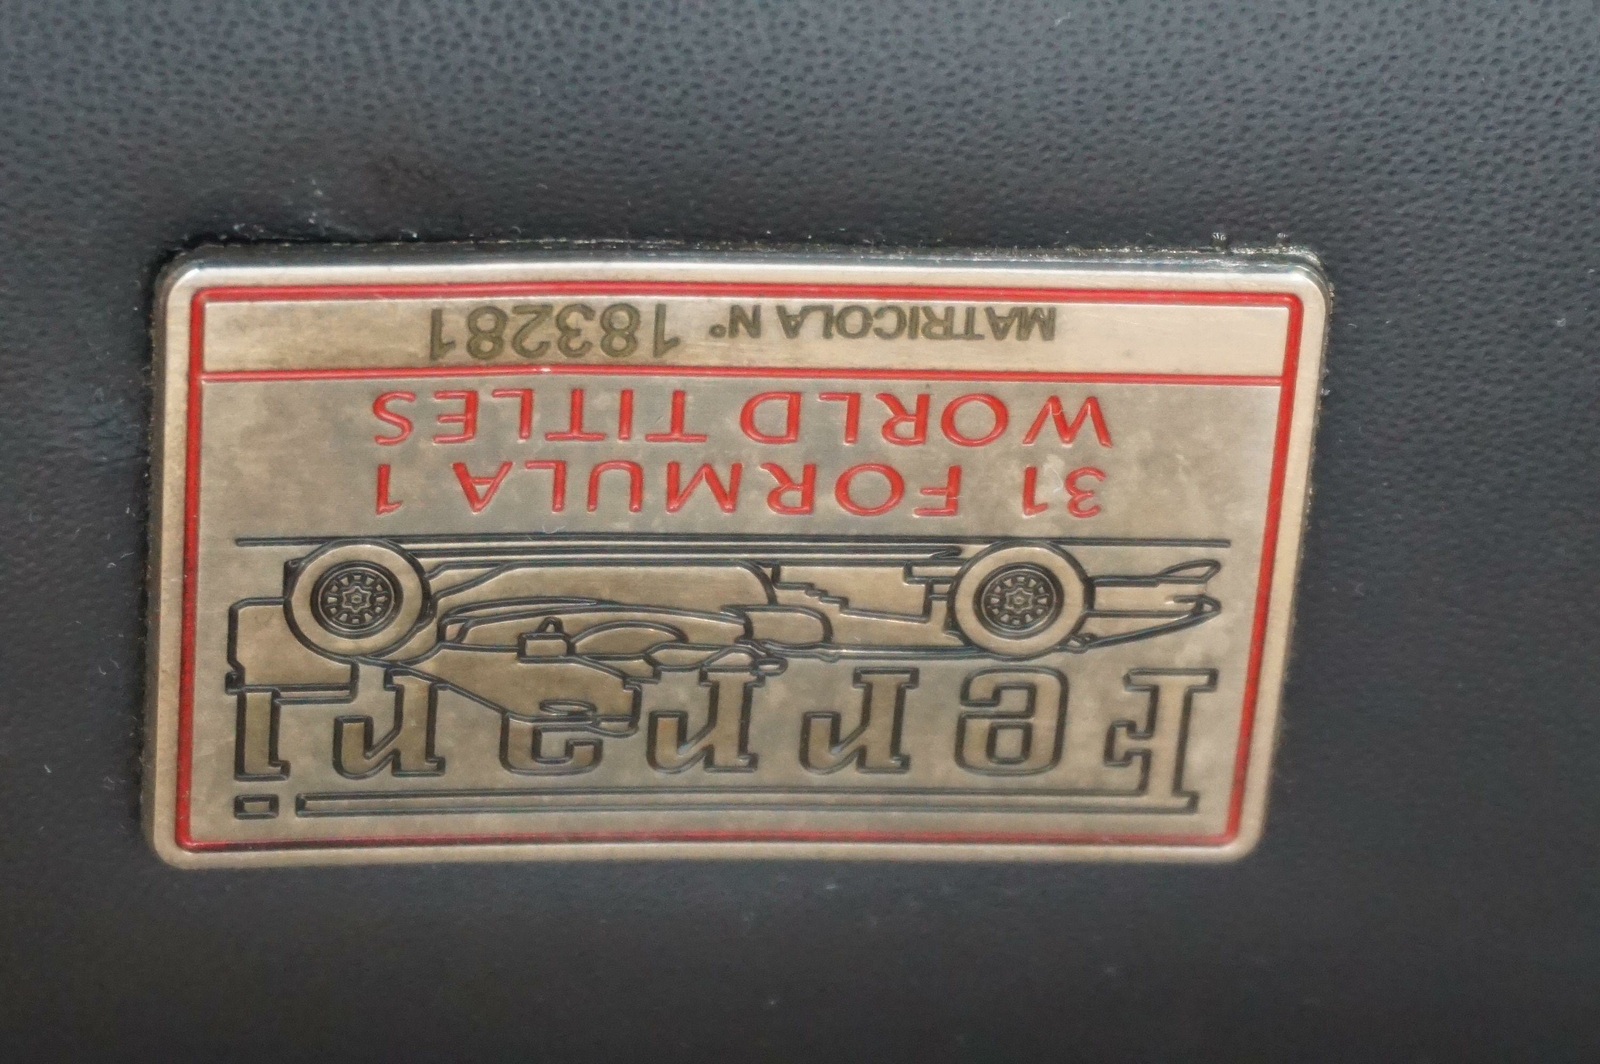 Ferrari
31 FORMULA 1
WORLD TITLES
MATRICOLA N° 183281